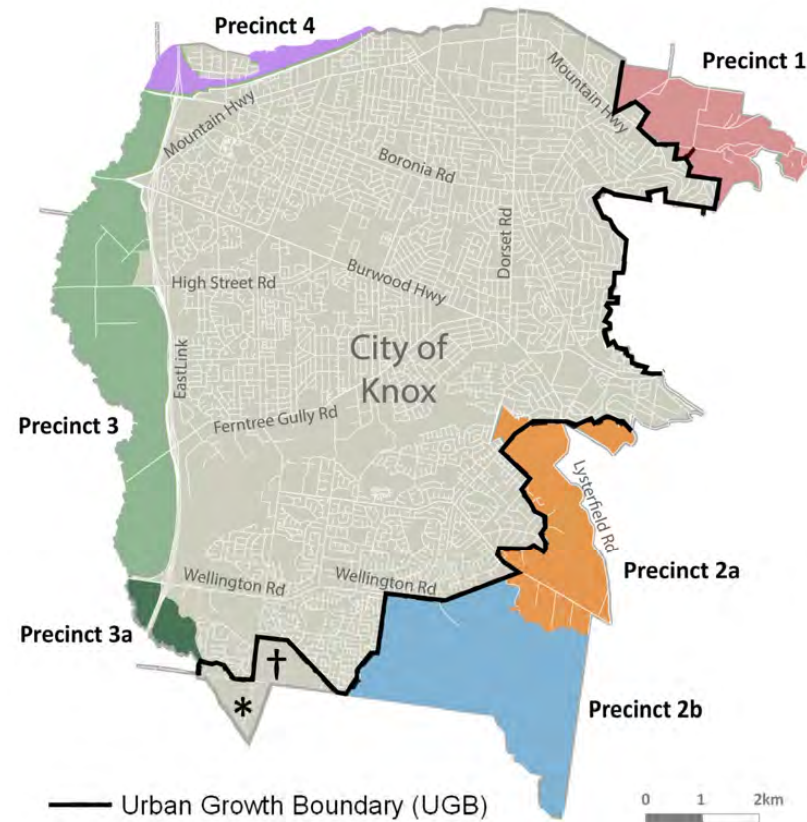 Precinct 4
Precinct 1
Mountain Hwy
Mountain Hwy
Boronia Rd
Dorset Rd
Burwood Hwy
High Street Rd
EastLink
City of
Knox
Ferntree Gully Rd
Precinct 3
Lysterfield Rd
Wellington Rd
Wellington Rd
Precinct 2a
Precinct 3a
†
*
Precinct 2b
Urban Growth Boundary (UGB)
0 1 2km